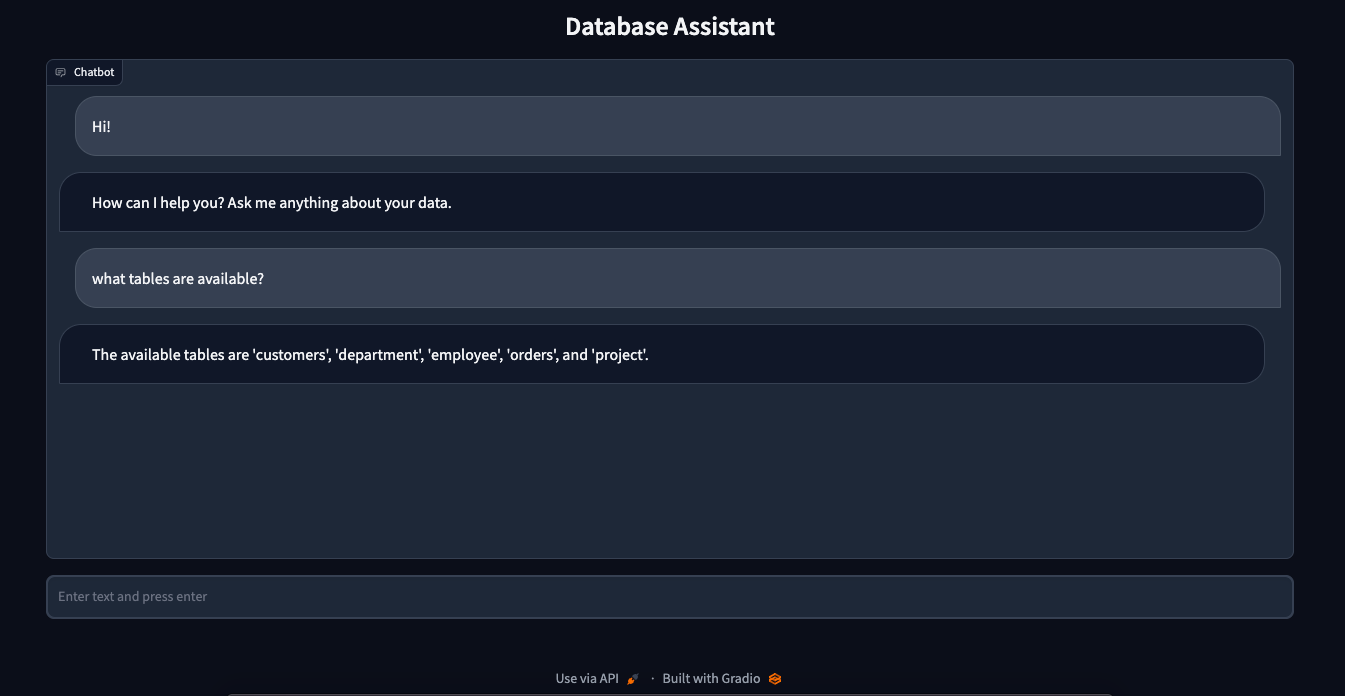 Database Assistant
Chatbot
Hi!
How can I help you? Ask me anything about your data.
what tables are available?
The available tables are 'customers', 'department', 'employee', 'orders', and 'project'.
Enter text and press enter
Use via API · Built with Gradio